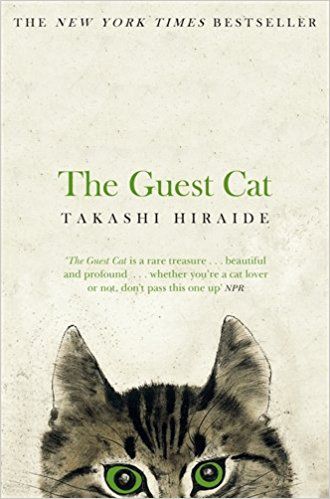 THE NEW YORK TIMES BESTSELLER
The Guest Cat
TAKASHI HIRAIDE
'The Guest Cat is a rare treasure . . . beautiful
and profound . . . whether you're a cat lover
or not, don't pass this one up' NPR